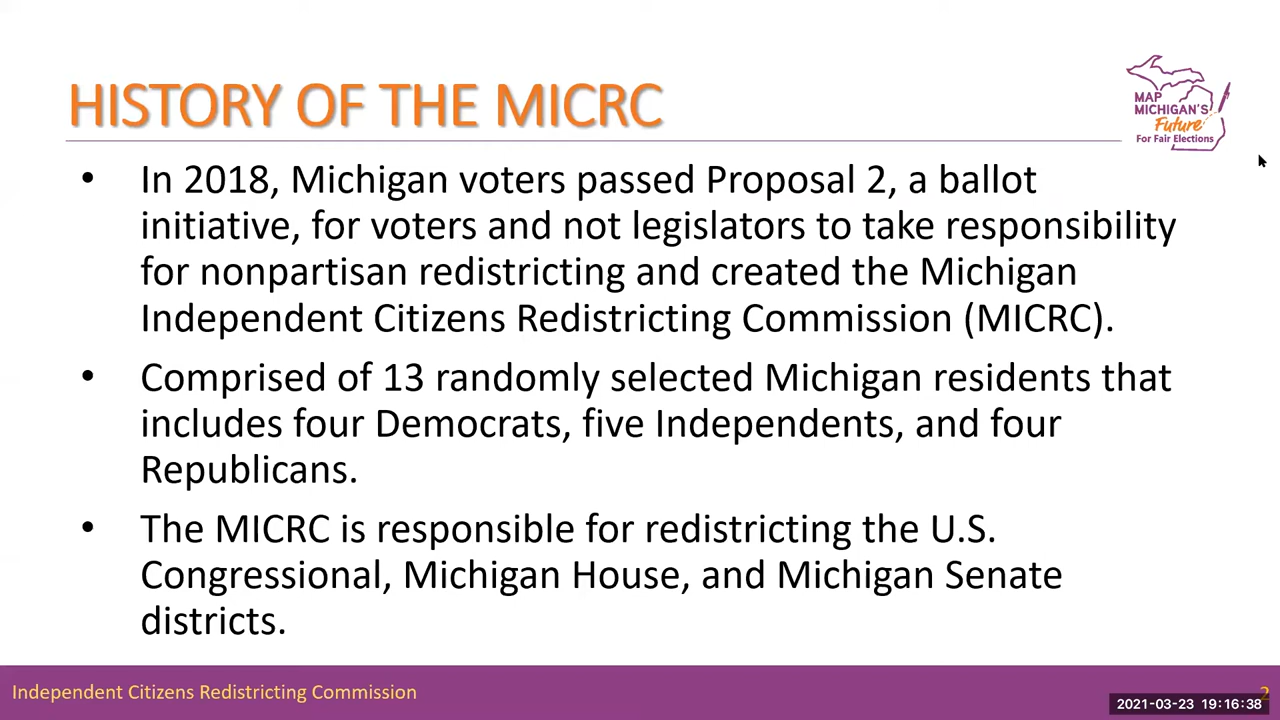 HISTORY OF THE MICRC
MAP
MICHIGAN'S
Future
For Fair Elections
• In 2018, Michigan voters passed Proposal 2, a ballot
initiative, for voters and not legislators to take responsibility
for nonpartisan redistricting and created the Michigan
Independent Citizens Redistricting Commission (MICRC).
• Comprised of 13 randomly selected Michigan residents that
includes four Democrats, five Independents, and four
Republicans.
• The MICRC is responsible for redistricting the U.S.
Congressional, Michigan House, and Michigan Senate
districts.
Independent Citizens Redistricting Commission
2
2021-03-23 19:16:38